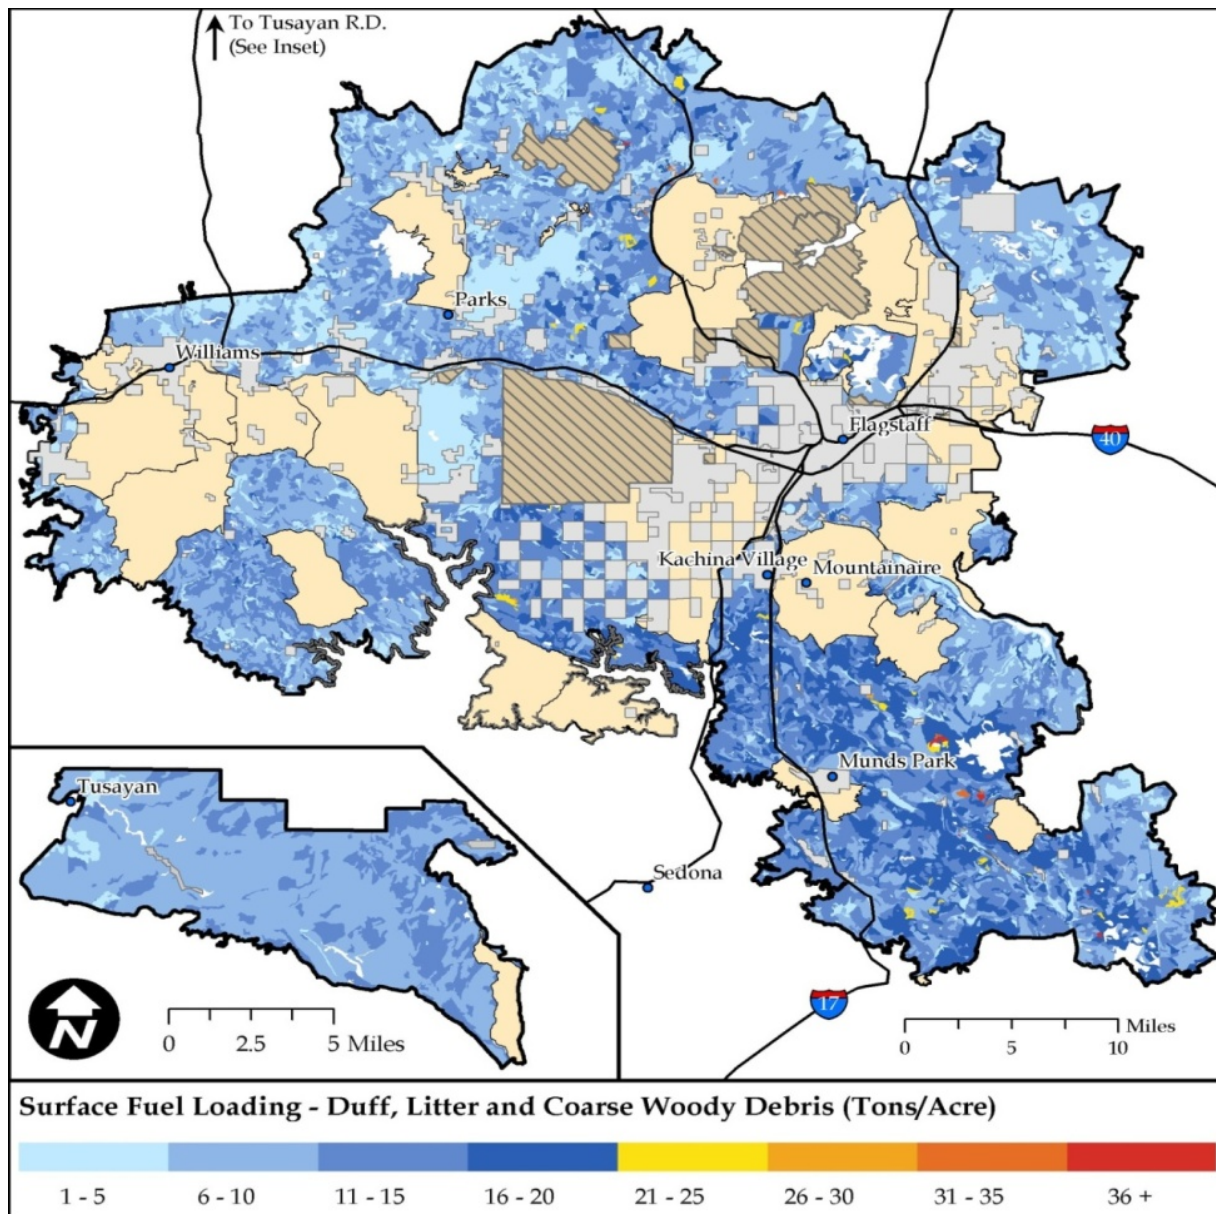 To Tusayan R.D.
(See Inset)
Parks
Williams
Flagstaff
40
Kachina Village
Mountainaire
Munds Park
Tusayan
Sedona
17
N
0 2.5 5 Miles
Miles
0 5 10
Surface Fuel Loading - Duff, Litter and Coarse Woody Debris (Tons/Acre)
1 - 5 6 - 10 11 - 15 16 - 20 21 - 25 26 - 30 31 - 35 36 +